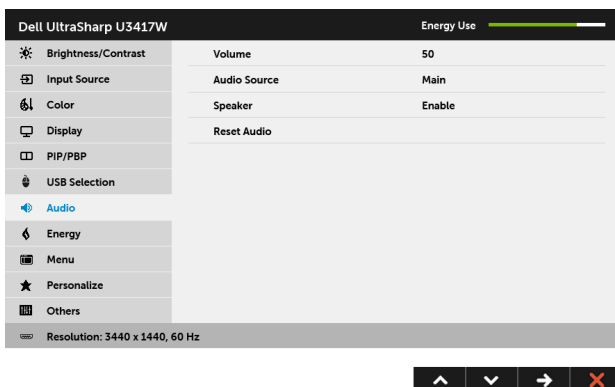 Dell UltraSharp U3417W Energy Use
Brightness/Contrast Volume 50
Input Source Audio Source Main
Color Speaker Enable
Display Reset Audio
PIP/PBP
USB Selection
Audio
Energy
Menu
Personalize
Others
Resolution: 3440 x 1440, 60 Hz